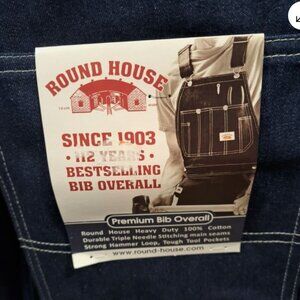 ROUND HOUSE
SINCE 1903
• 112 YEARS •
BESTSELLING
BIB OVERALL
Premium Bib Overall
Round House Heavy Duty 100% Cotton
Durable Triple Needle Stitching main seams
Strong Hammer Loop, Tough Tool Pockets
www.round-house.com